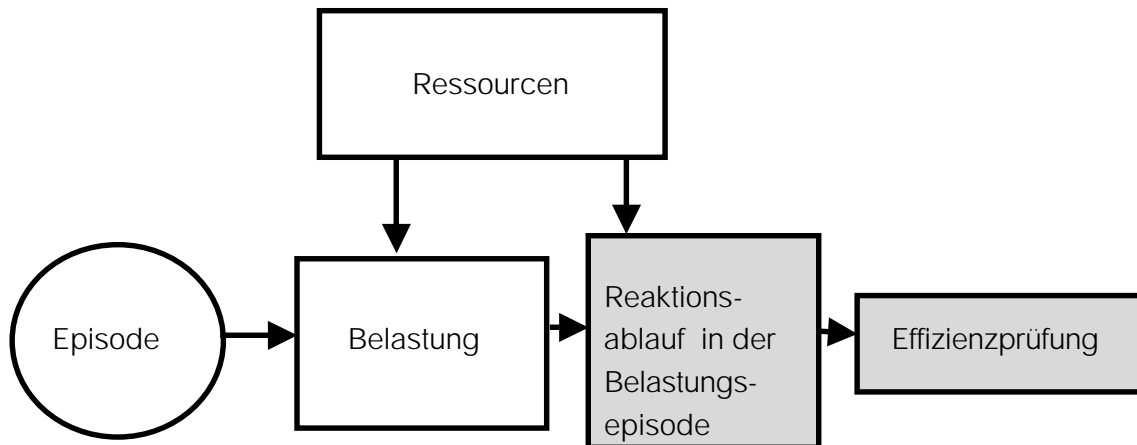 Ressourcen
Episode
Belastung
Reaktions-
ablauf in der
Belastungs-
episode
Effizienzprüfung